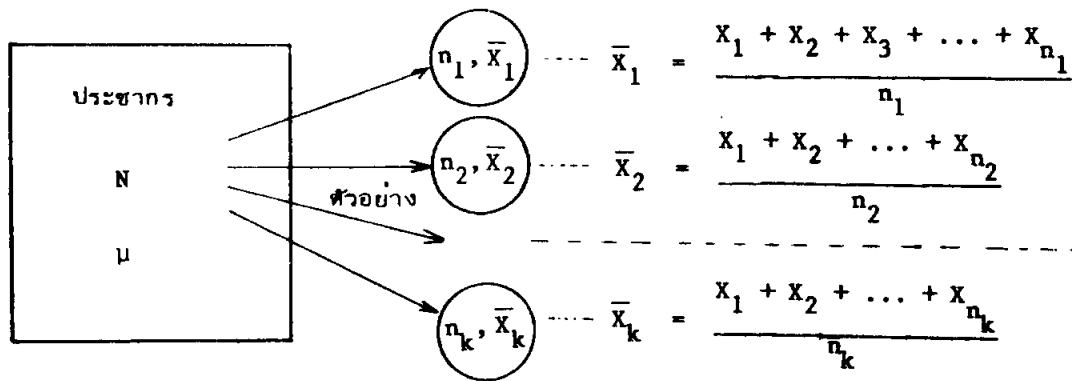 ประชากร
N
μ
ตัวอย่าง
n₁, X̄₁ ---- X̄₁ = (X₁ + X₂ + X₃ + ... + Xₙ₁) / n₁
n₂, X̄₂ ---- X̄₂ = (X₁ + X₂ + ... + Xₙ₂) / n₂
nₖ, X̄ₖ ---- X̄ₖ = (X₁ + X₂ + ... + Xₙₖ) / nₖ